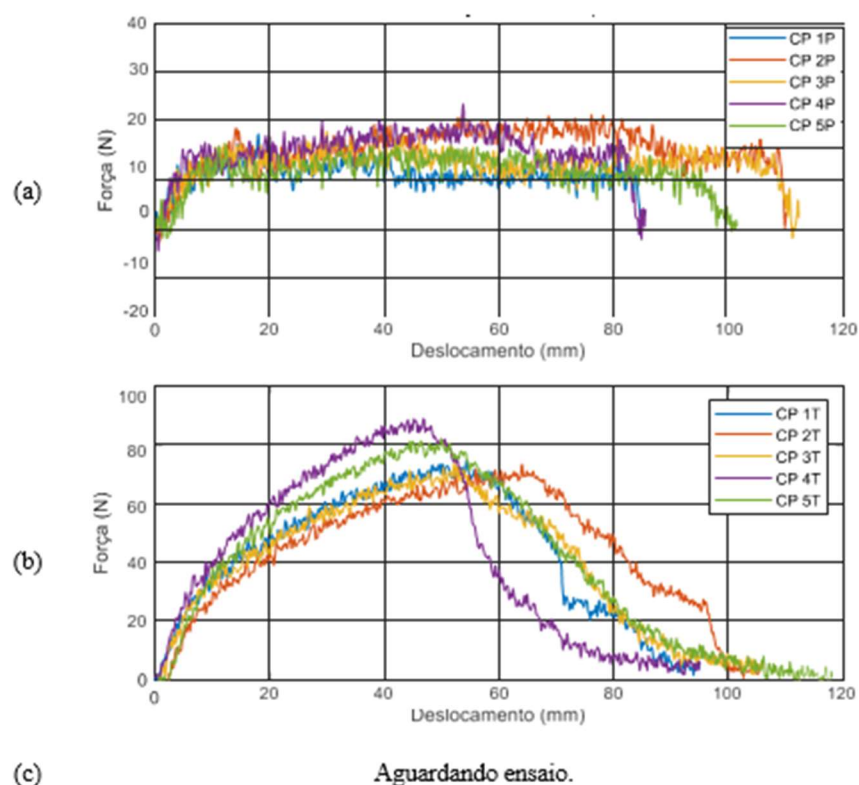 (a)
Força (N)
40
30
20
10
0
-10
-20
CP 1P
CP 2P
CP 3P
CP 4P
CP 5P
0 20 40 60 80 100 120
Deslocamento (mm)
(b)
Força (N)
100
80
60
40
20
0
CP 1T
CP 2T
CP 3T
CP 4T
CP 5T
0 20 40 60 80 100 120
Deslocamento (mm)
(c) Aguardando ensaio.